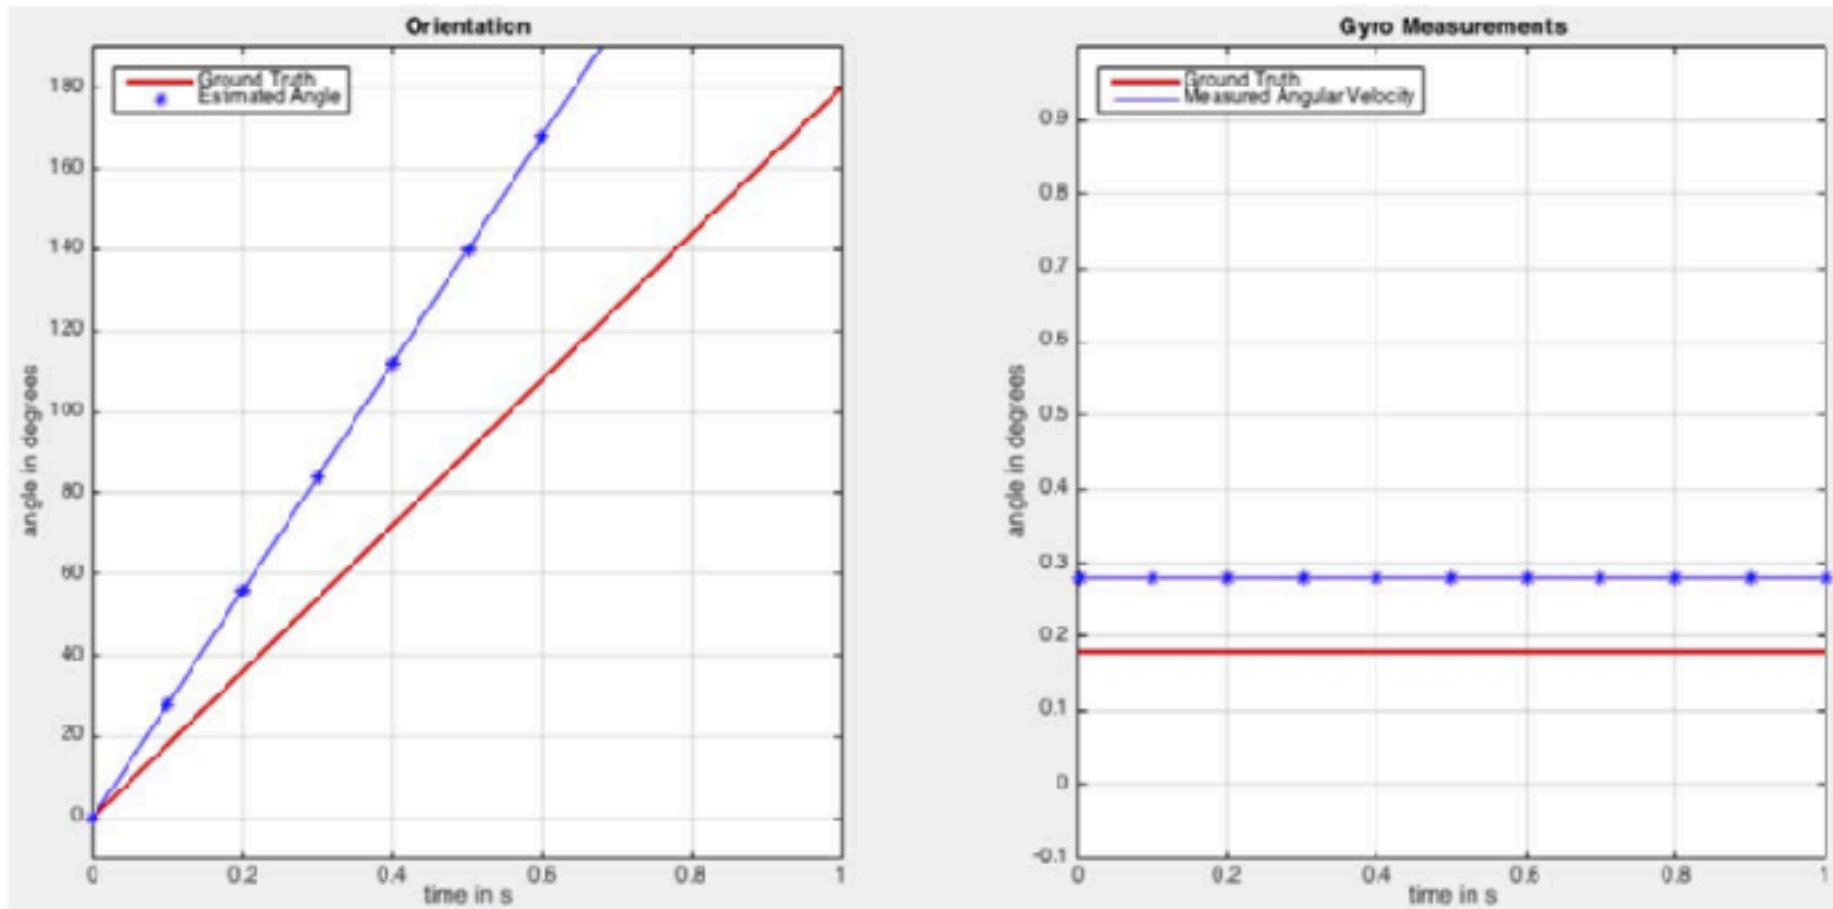 Orientation
Ground Truth
Estimated Angle
180
160
140
120
100
80
60
40
20
0
angle in degrees
0 0.2 0.4 0.6 0.8 1
time in s
Gyro Measurements
Ground Truth
Measured Angular Velocity
0.9
0.8
0.7
0.6
0.5
0.4
0.3
0.2
0.1
0
-0.1
angle in degrees
0 0.2 0.4 0.6 0.8 1
time in s